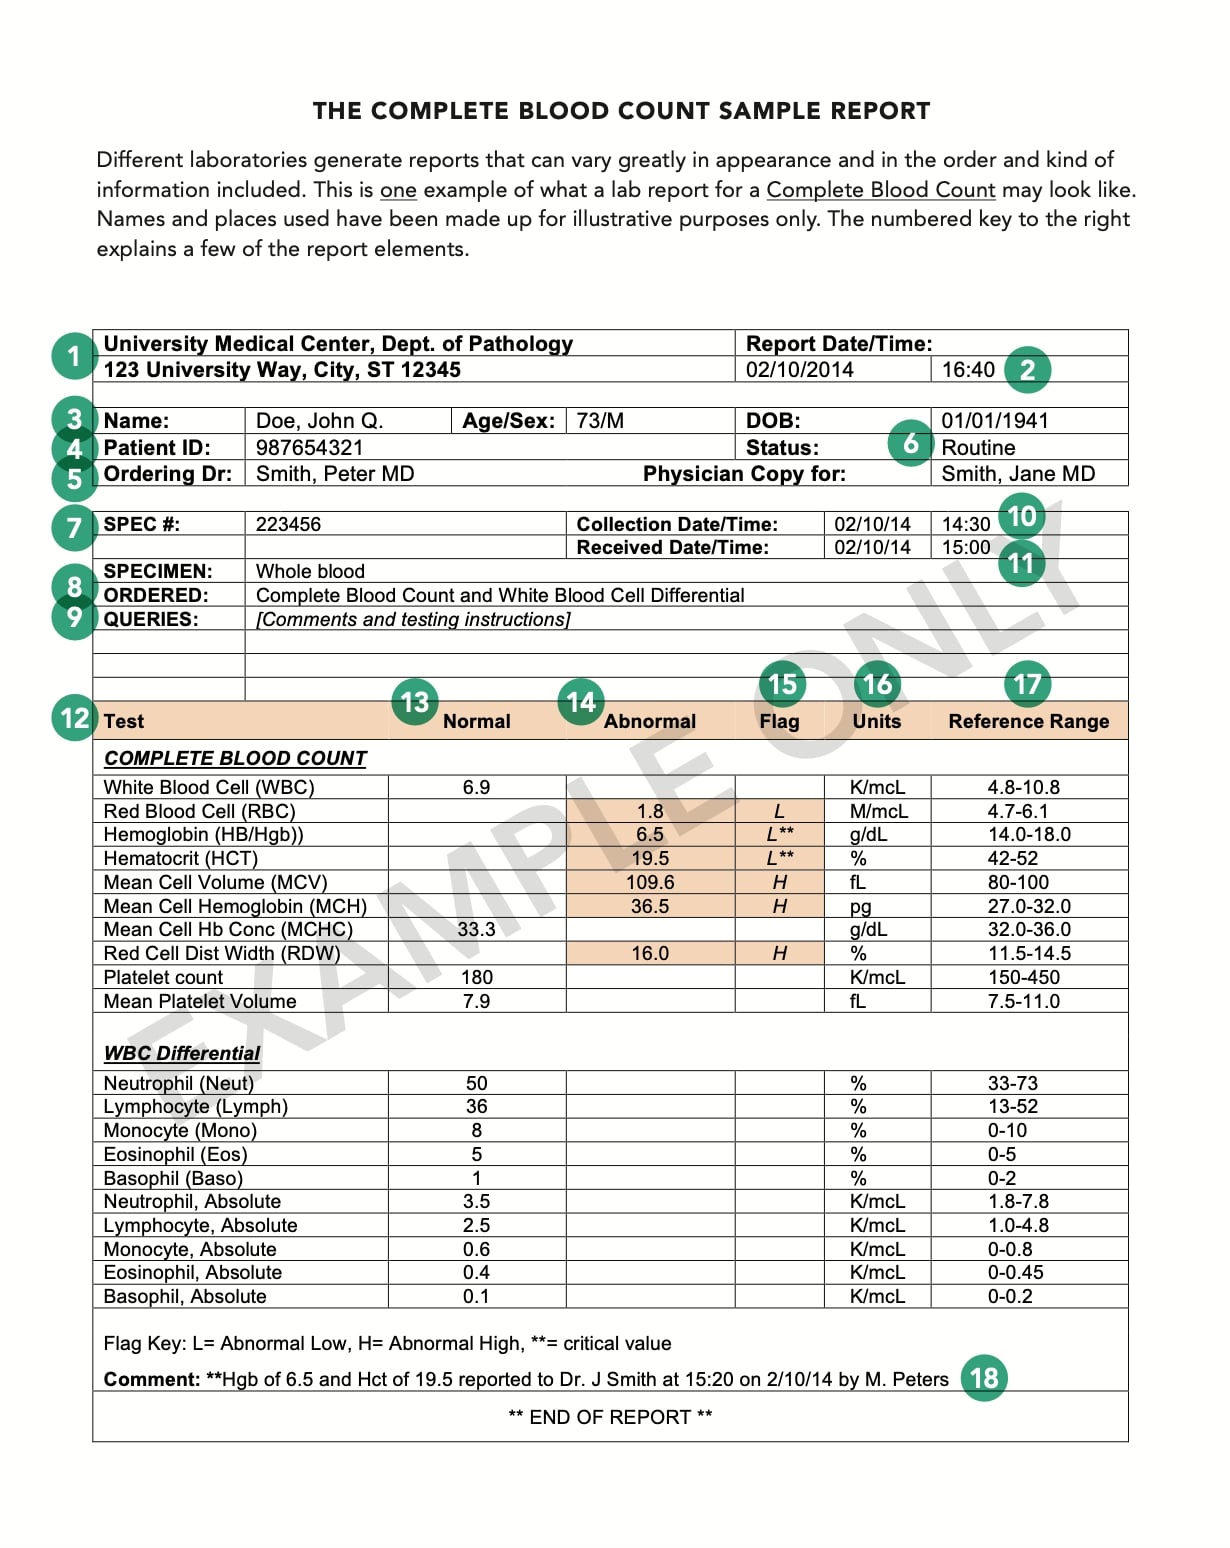 THE COMPLETE BLOOD COUNT SAMPLE REPORT
Different laboratories generate reports that can vary greatly in appearance and in the order and kind of
information included. This is one example of what a lab report for a Complete Blood Count may look like.
Names and places used have been made up for illustrative purposes only. The numbered key to the right
explains a few of the report elements.
1 University Medical Center, Dept. of Pathology Report Date/Time:
123 University Way, City, ST 12345 02/10/2014 16:40 2
3 Name: Doe, John Q. Age/Sex: 73/M DOB: 01/01/1941
4 Patient ID: 987654321 Status: 6 Routine
5 Ordering Dr: Smith, Peter MD Physician Copy for: Smith, Jane MD
7 SPEC #: 223456 Collection Date/Time: 02/10/14 14:30 10
Received Date/Time: 02/10/14 15:00 11
SPECIMEN: Whole blood
8 ORDERED: Complete Blood Count and White Blood Cell Differential
9 QUERIES: [Comments and testing instructions]
12 Test 13 Normal 14 Abnormal 15 Flag 16 Units 17 Reference Range
COMPLETE BLOOD COUNT
White Blood Cell (WBC) 6.9 K/mcL 4.8-10.8
Red Blood Cell (RBC) 1.8 L M/mcL 4.7-6.1
Hemoglobin (HB/Hgb)) 6.5 L** g/dL 14.0-18.0
Hematocrit (HCT) 19.5 L** % 42-52
Mean Cell Volume (MCV) 109.6 H fL 80-100
Mean Cell Hemoglobin (MCH) 36.5 H pg 27.0-32.0
Mean Cell Hb Conc (MCHC) 33.3 g/dL 32.0-36.0
Red Cell Dist Width (RDW) 16.0 H % 11.5-14.5
Platelet count 180 K/mcL 150-450
Mean Platelet Volume 7.9 fL 7.5-11.0
WBC Differential
Neutrophil (Neut) 50 % 33-73
Lymphocyte (Lymph) 36 % 13-52
Monocyte (Mono) 8 % 0-10
Eosinophil (Eos) 5 % 0-5
Basophil (Baso) 1 % 0-2
Neutrophil, Absolute 3.5 K/mcL 1.8-7.8
Lymphocyte, Absolute 2.5 K/mcL 1.0-4.8
Monocyte, Absolute 0.6 K/mcL 0-0.8
Eosinophil, Absolute 0.4 K/mcL 0-0.45
Basophil, Absolute 0.1 K/mcL 0-0.2
Flag Key: L= Abnormal Low, H= Abnormal High, **= critical value
Comment: **Hgb of 6.5 and Hct of 19.5 reported to Dr. J Smith at 15:20 on 2/10/14 by M. Peters 18
** END OF REPORT **
EXAMPLE ONLY